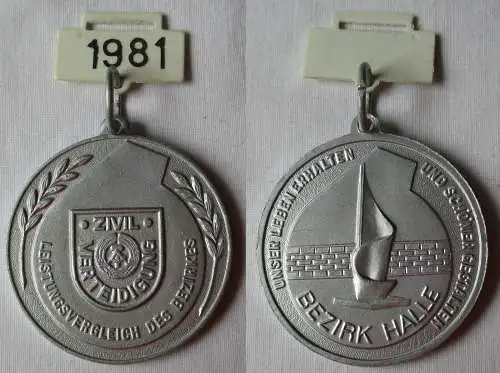 1981
ZIVIL
VERTEIDIGUNG
LEISTUNGSVERGLEICH DES BEZIRKES
UNSER LEBEN ERHALTEN UND SCHÖNER
BEZIRK HALLE